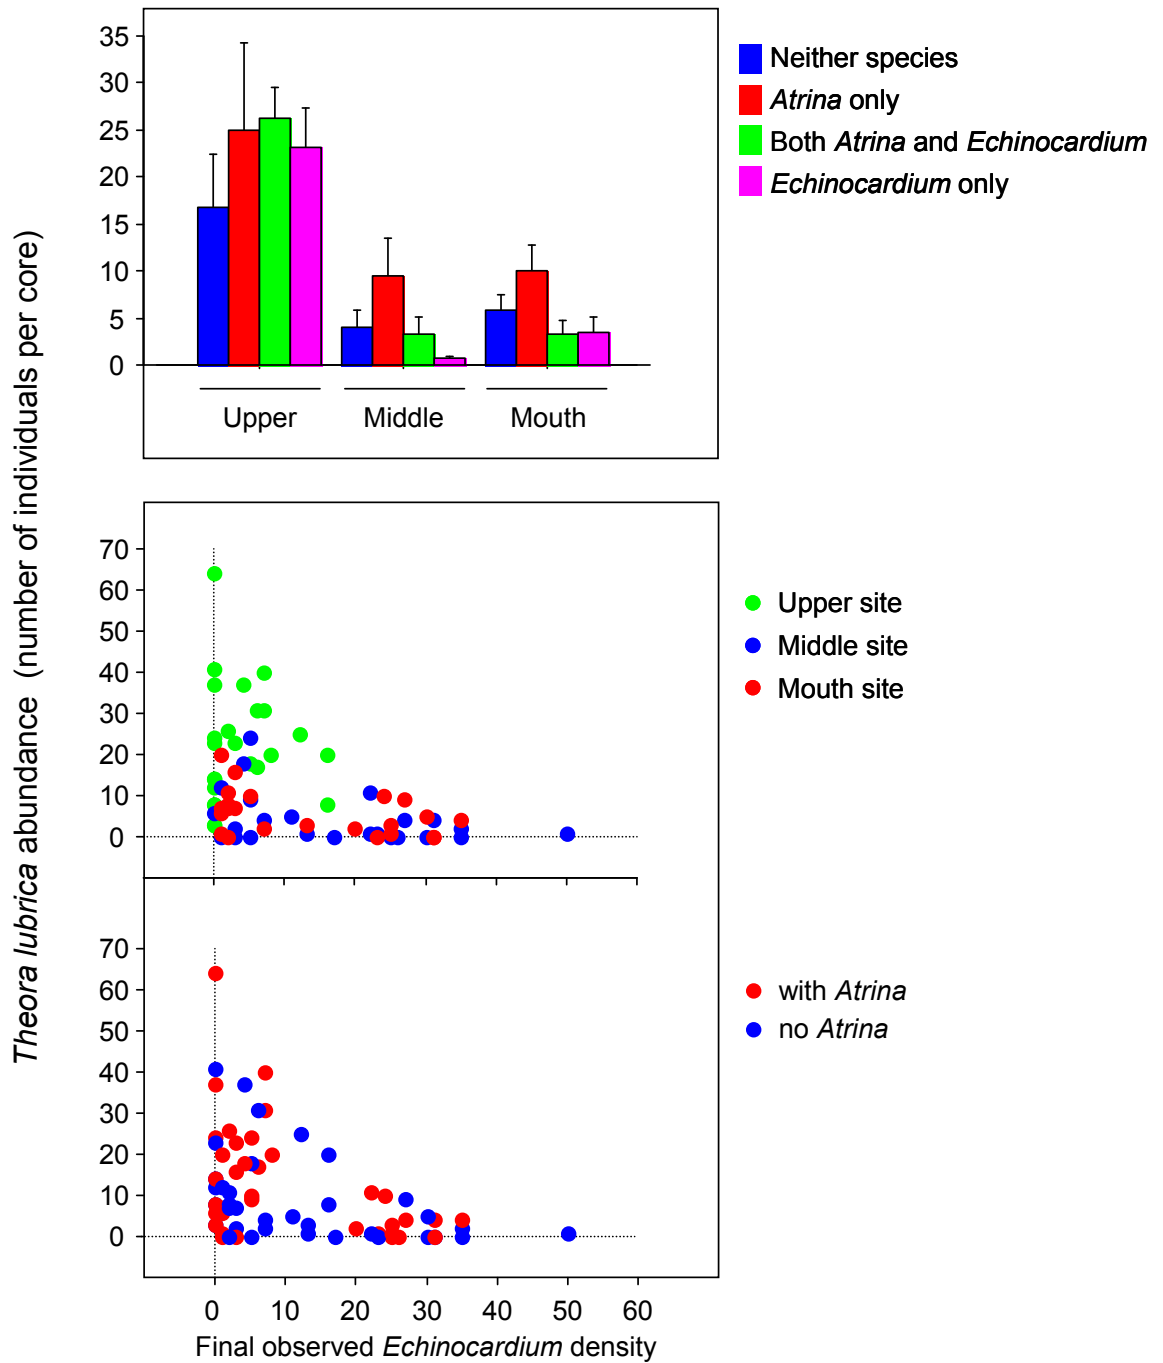 Theora lubrica abundance (number of individuals per core)
35
30
25
20
15
10
5
0
Upper Middle Mouth
Neither species
Atrina only
Both Atrina and Echinocardium
Echinocardium only
70
60
50
40
30
20
10
0
Upper site
Middle site
Mouth site
70
60
50
40
30
20
10
0
with Atrina
no Atrina
0 10 20 30 40 50 60
Final observed Echinocardium density